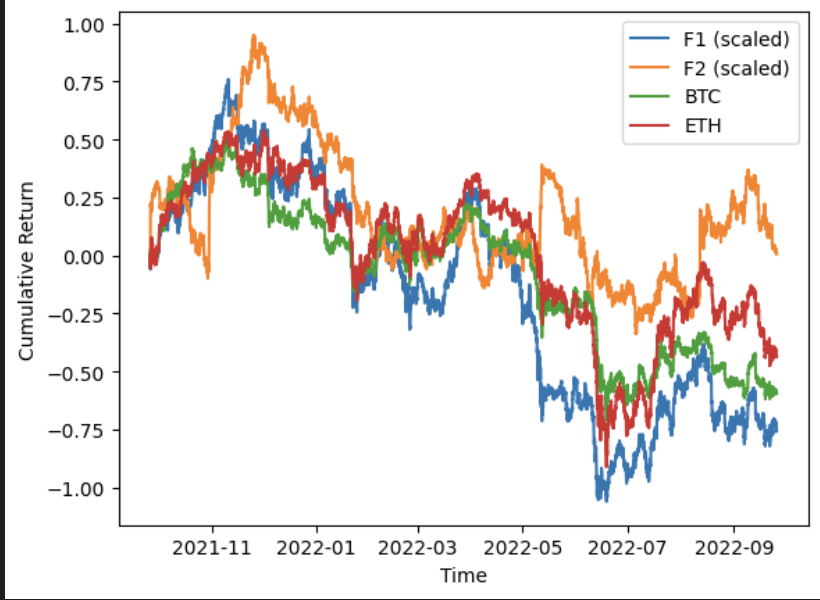 1.00
0.75
0.50
0.25
0.00
−0.25
−0.50
−0.75
−1.00
Cumulative Return
F1 (scaled)
F2 (scaled)
BTC
ETH
2021-11 2022-01 2022-03 2022-05 2022-07 2022-09
Time